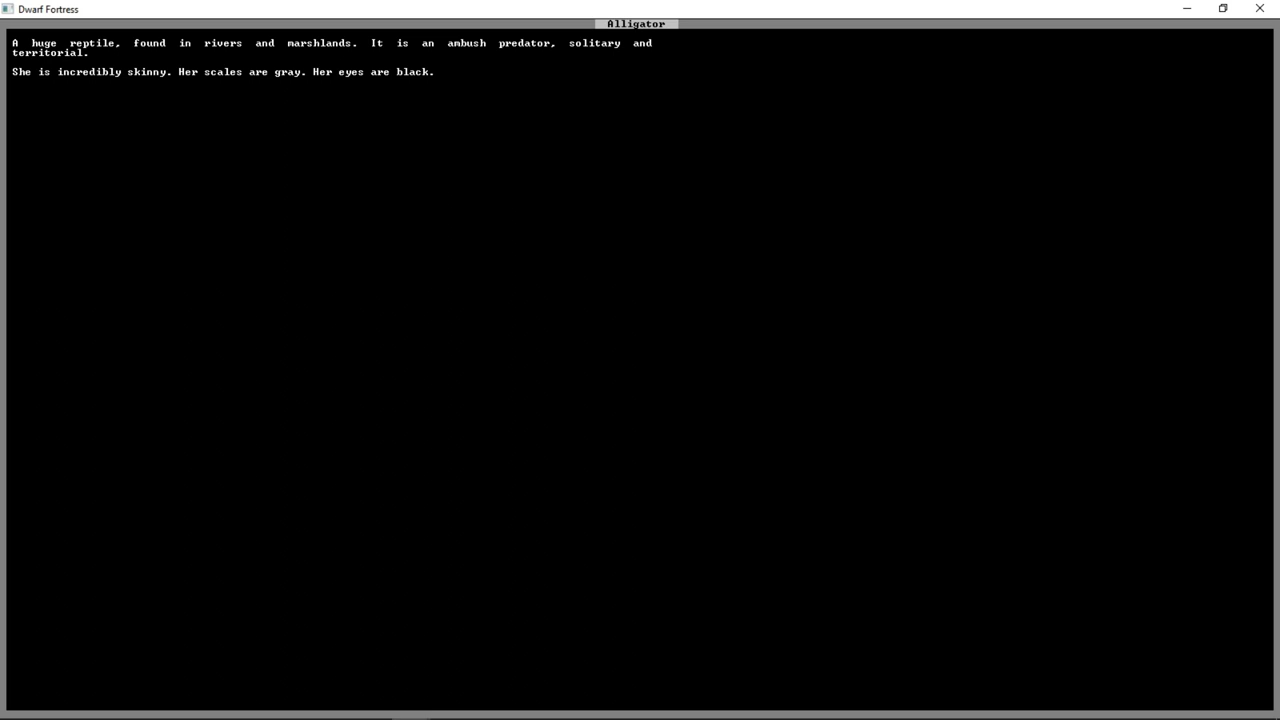 Dwarf Fortress
Alligator
A huge reptile, found in rivers and marshlands. It is an ambush predator, solitary and
territorial.
She is incredibly skinny. Her scales are gray. Her eyes are black.